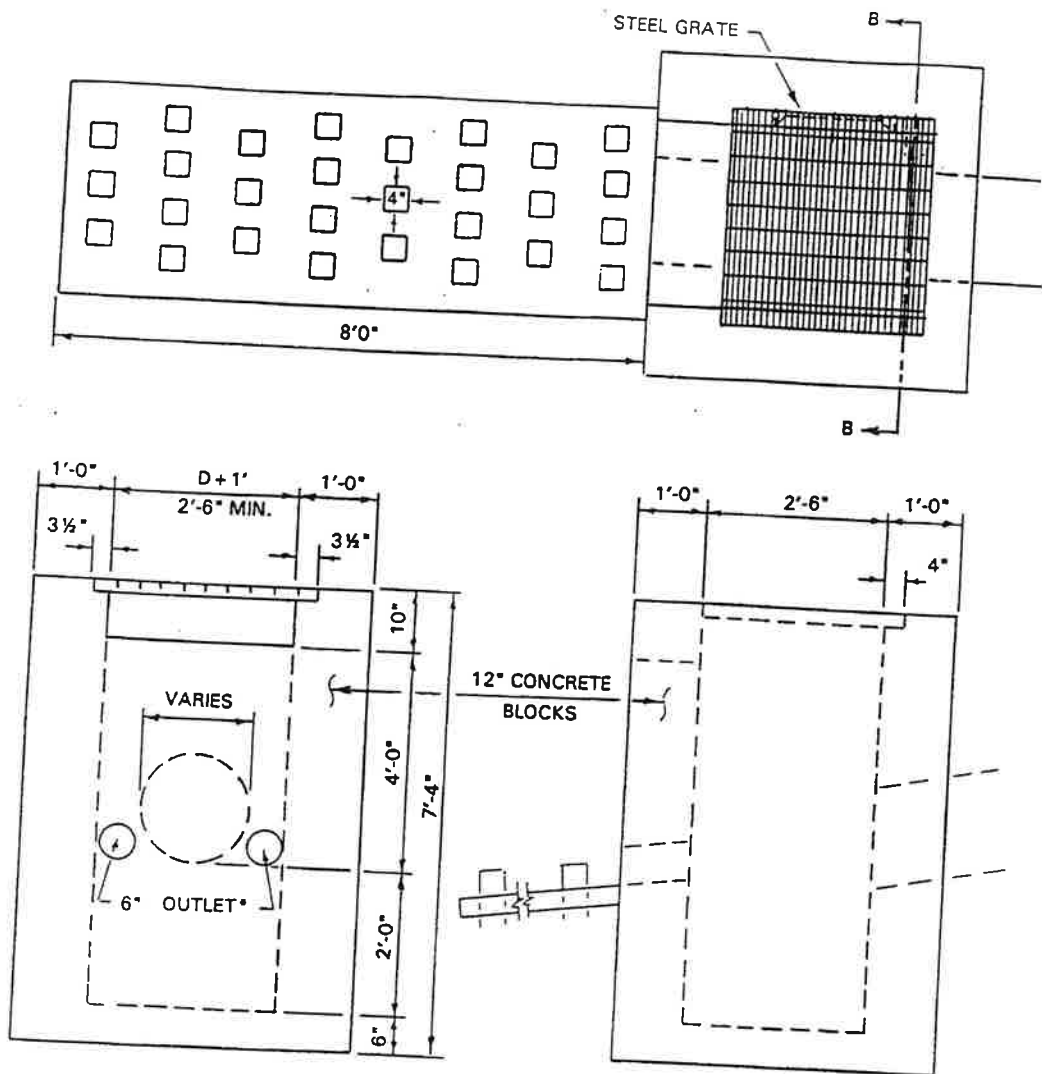 STEEL GRATE
B
4"
8'0"
B
1'-0"
D + 1'
1'-0"
2'-6" MIN.
3½"
3½"
1'-0"
2'-6"
1'-0"
4"
10"
12" CONCRETE
BLOCKS
VARIES
4'-0"
7'-4"
6" OUTLET"
2'-0"
6"